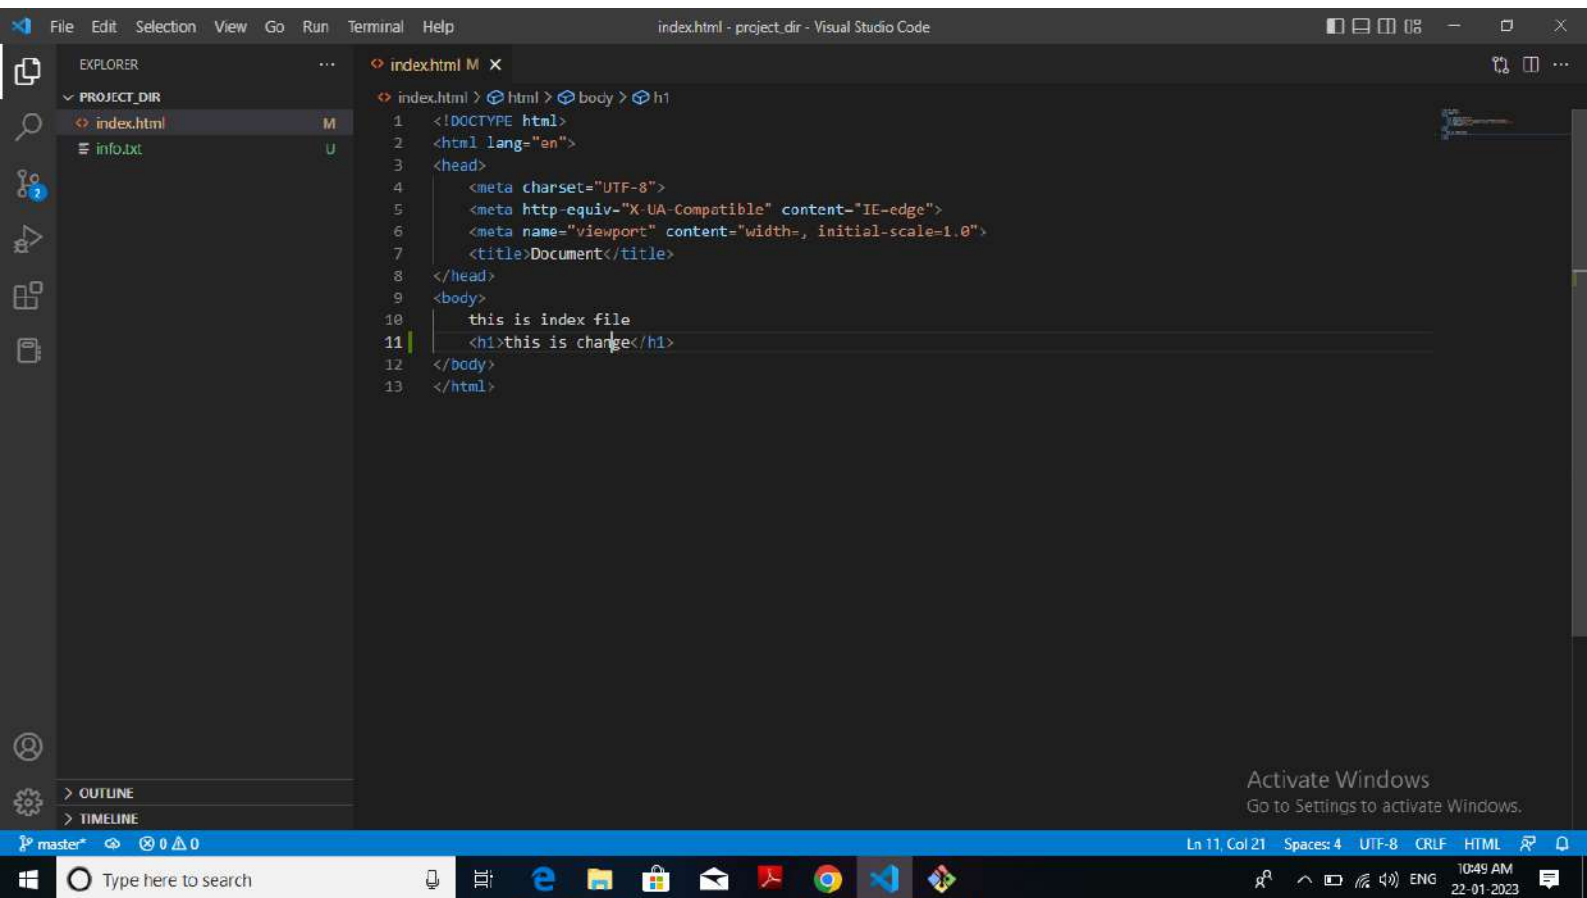 File Edit Selection View Go Run Terminal Help
index.html - project_dir - Visual Studio Code
EXPLORER
index.html M
PROJECT_DIR
index.html > html > body > h1
index.html M
info.txt U
2
1 <!DOCTYPE html>
2 <html lang="en">
3 <head>
4 <meta charset="UTF-8">
5 <meta http-equiv="X-UA-Compatible" content="IE=edge">
6 <meta name="viewport" content="width=, initial-scale=1.0">
7 <title>Document</title>
8 </head>
9 <body>
10 this is index file
11 <h1>this is change</h1>
12 </body>
13 </html>
OUTLINE
TIMELINE
Activate Windows
Go to Settings to activate Windows.
master* 0 0
Ln 11, Col 21 Spaces: 4 UTF-8 CRLF HTML
Type here to search
ENG
10:49 AM
22-01-2023